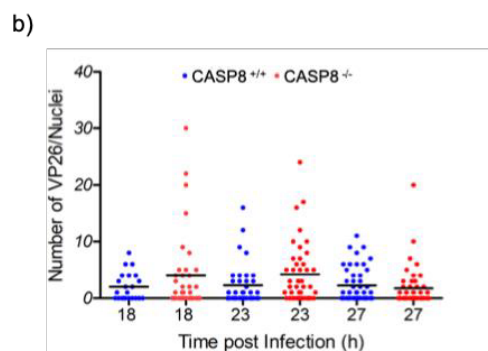 b)
CASP8 +/+ CASP8 -/-
Number of VP26/Nuclei
40
30
20
10
0
18 18 23 23 27 27
Time post Infection (h)